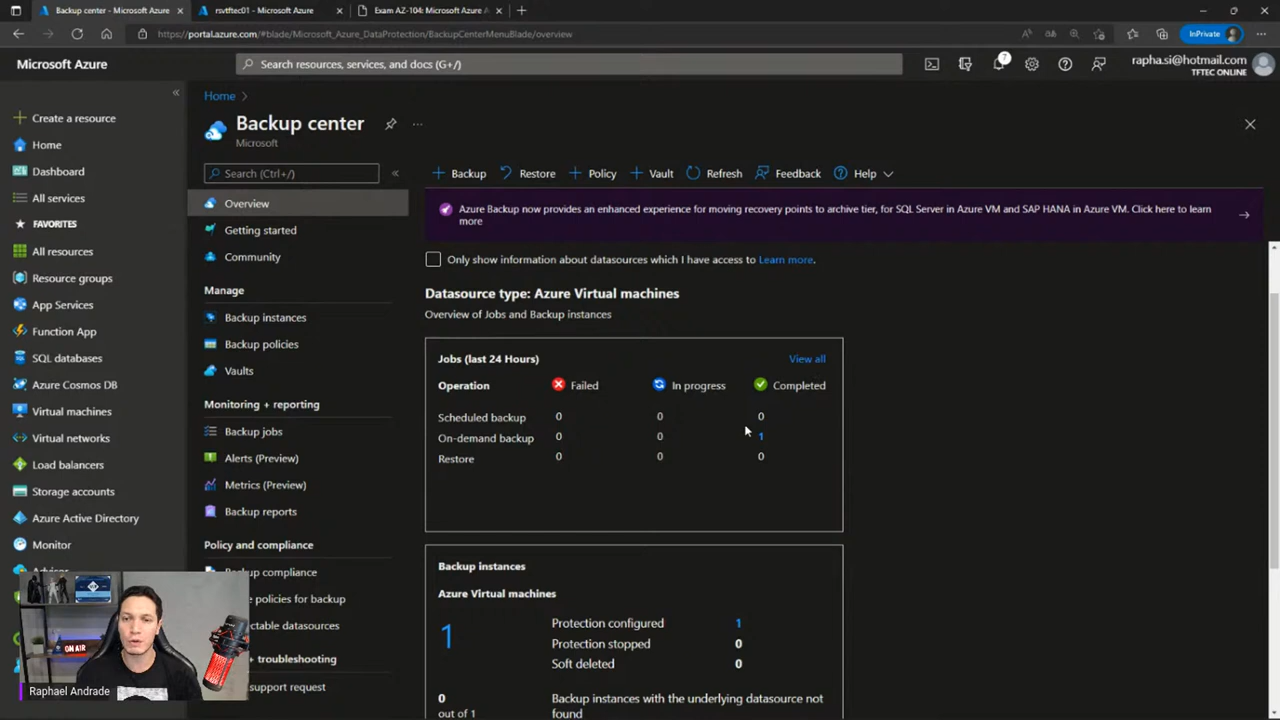 Backup center - Microsoft Azure
rsvtftec01 - Microsoft Azure
Exam AZ-104: Microsoft Azure A
https://portal.azure.com/#blade/Microsoft_Azure_DataProtection/BackupCenterMenuBlade/overview
InPrivate
Microsoft Azure
Search resources, services, and docs (G+/)
7
rapha.si@hotmail.com
TFTEC ONLINE
Create a resource
Home
Dashboard
All services
FAVORITES
All resources
Resource groups
App Services
Function App
SQL databases
Azure Cosmos DB
Virtual machines
Virtual networks
Load balancers
Storage accounts
Azure Active Directory
Monitor
Home >
Backup center
Microsoft
Search (Ctrl+/)
Overview
Getting started
Community
Manage
Backup instances
Backup policies
Vaults
Monitoring + reporting
Backup jobs
Alerts (Preview)
Metrics (Preview)
Backup reports
Policy and compliance
Backup compliance
policies for backup
datasources
+ troubleshooting
support request
Backup
Restore
Policy
Vault
Refresh
Feedback
Help
Azure Backup now provides an enhanced experience for moving recovery points to archive tier, for SQL Server in Azure VM and SAP HANA in Azure VM. Click here to learn
more
Only show information about datasources which I have access to Learn more.
Datasource type: Azure Virtual machines
Overview of Jobs and Backup instances
Jobs (last 24 Hours) View all
Operation Failed In progress Completed
Scheduled backup 0 0 0
On-demand backup 0 0 1
Restore 0 0 0
Backup instances
Azure Virtual machines
1
Protection configured 1
Protection stopped 0
Soft deleted 0
0
out of 1
Backup instances with the underlying datasource not
found
ON AIR
Raphael Andrade